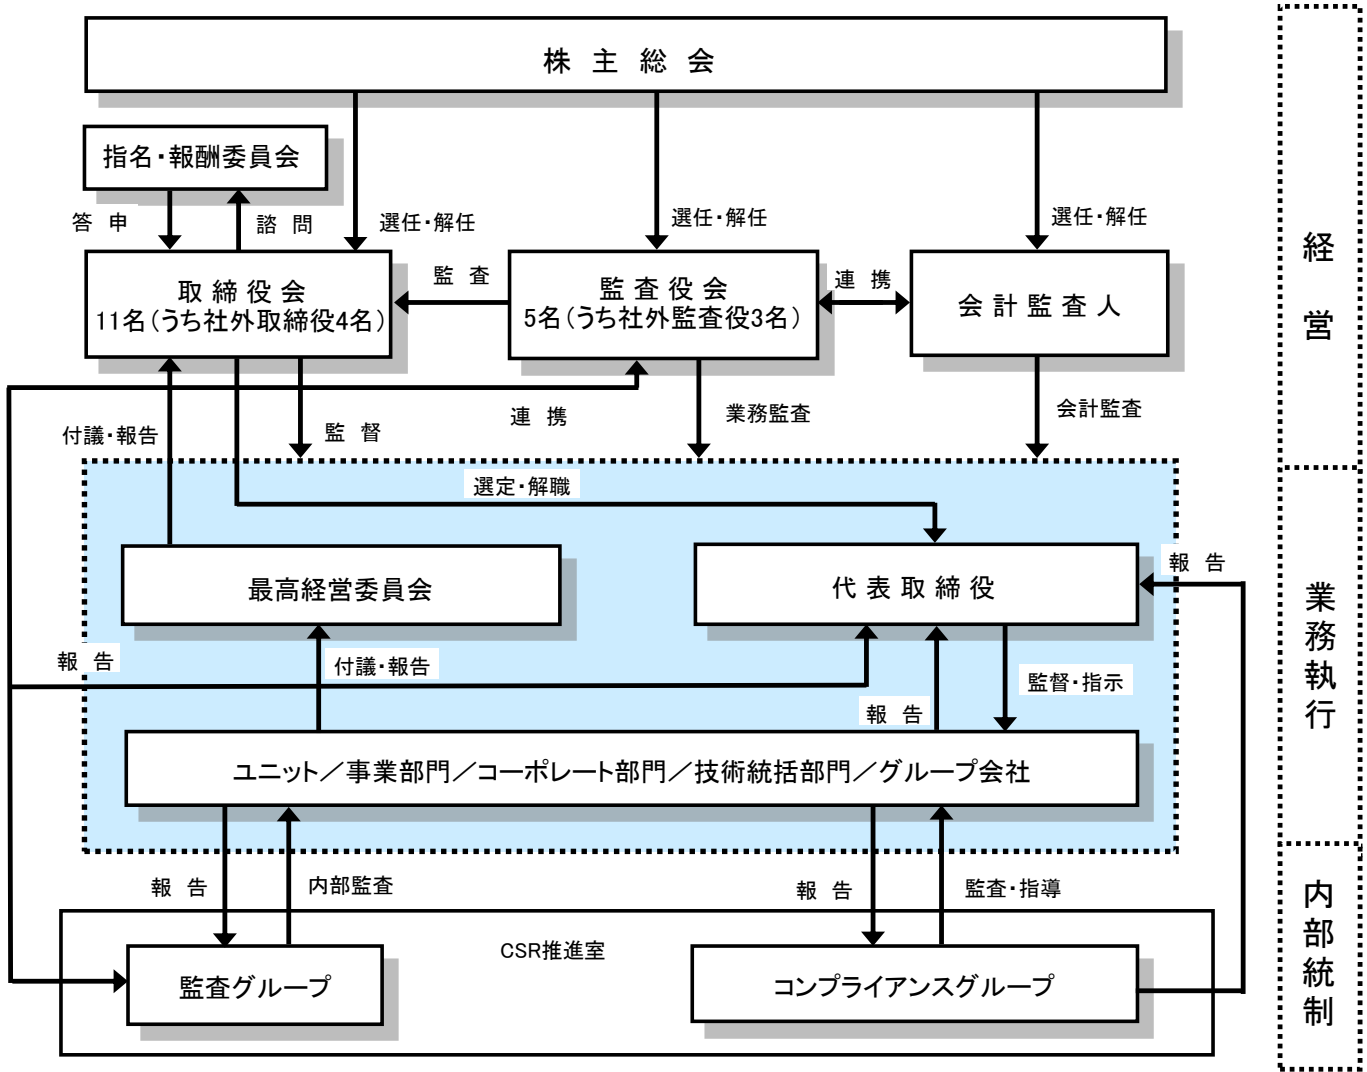 株主総会
指名・報酬委員会
答申
諮問
選任・解任
選任・解任
選任・解任
取締役会
11名(うち社外取締役4名)
監査
監査役会
5名(うち社外監査役3名)
連携
会計監査人
付議・報告
監督
連携
業務監査
会計監査
選定・解職
最高経営委員会
代表取締役
報告
報告
付議・報告
報告
監督・指示
ユニット/事業部門/コーポレート部門/技術統括部門/グループ会社
報告
内部監査
報告
監査・指導
CSR推進室
監査グループ
コンプライアンスグループ
経営
業務執行
内部統制